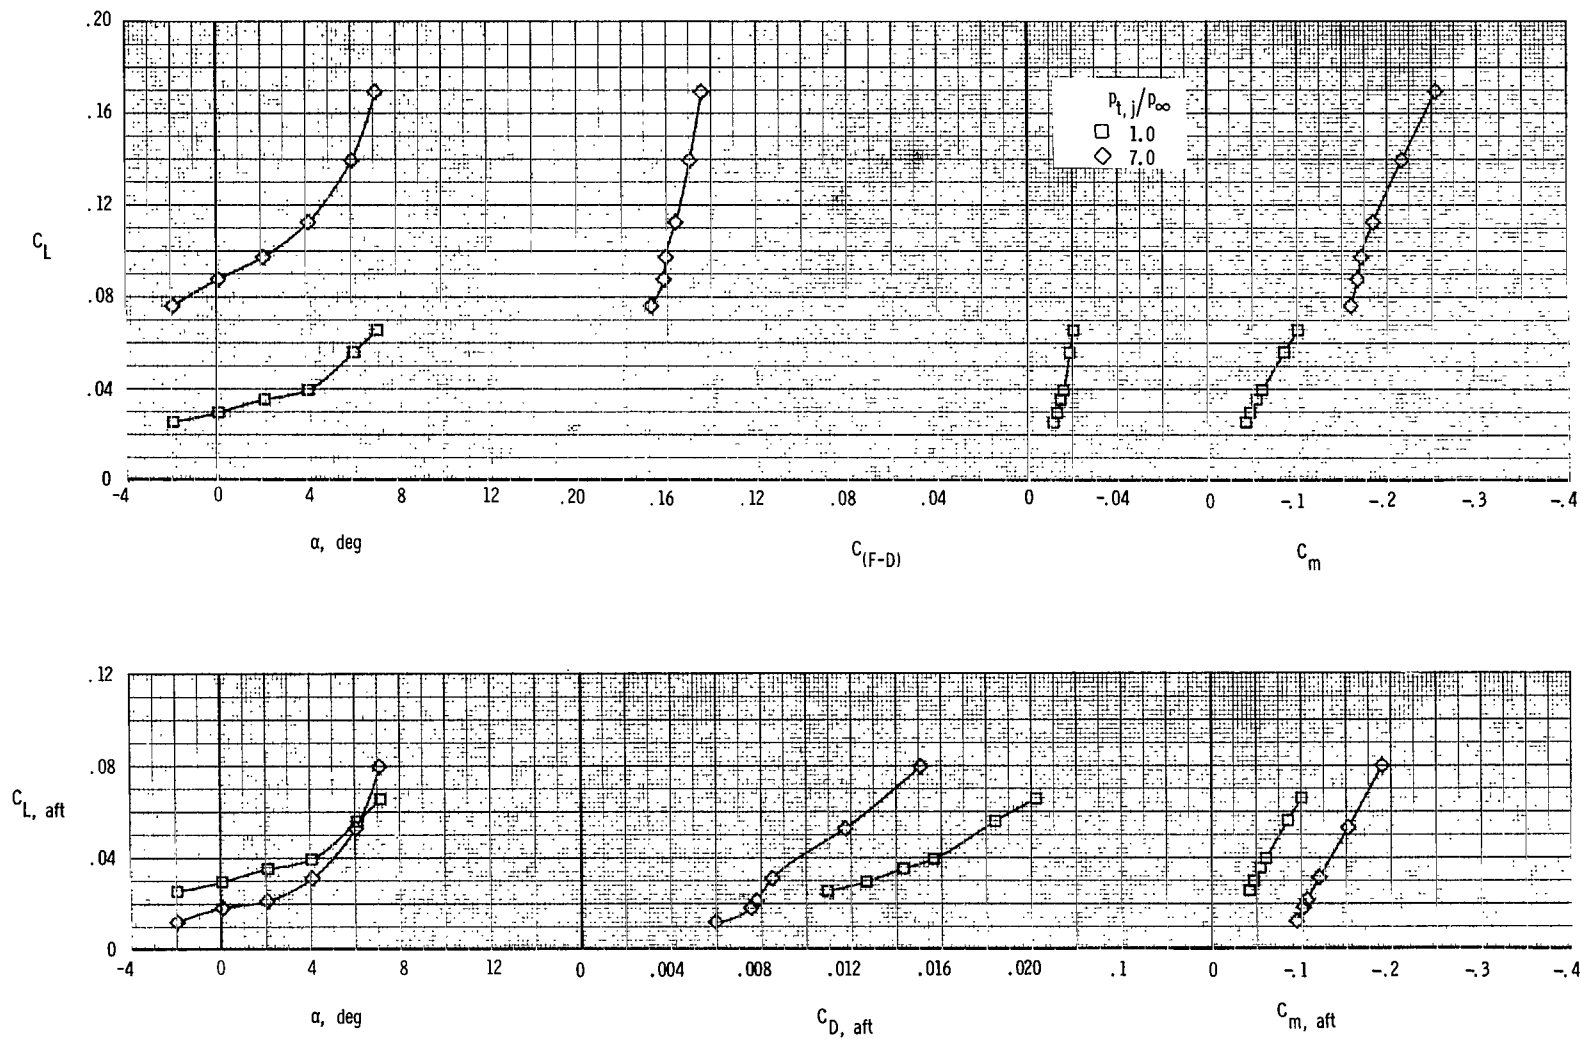 .20
.16
.12
.08
.04
0
C_L
p_t, j/p_∞
1.0
7.0
-4 0 4 8 12 .20 .16 .12 .08 .04 0 -.04 0 -.1 -.2 -.3 -.4
α, deg C_(F-D) C_m
.12
.08
.04
0
C_L, aft
-4 0 4 8 12 0 .004 .008 .012 .016 .020 .1 0 -.1 -.2 -.3 -.4
α, deg C_D, aft C_m, aft